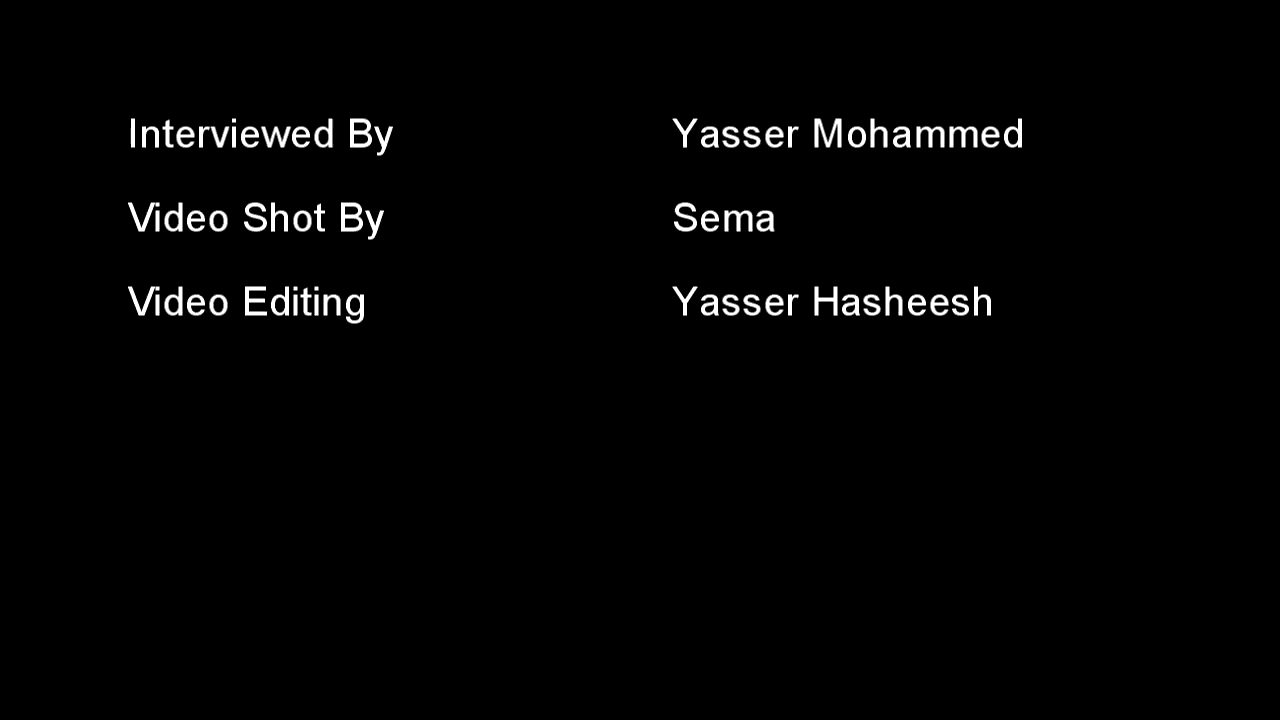 Interviewed By Yasser Mohammed
Video Shot By Sema
Video Editing Yasser Hasheesh